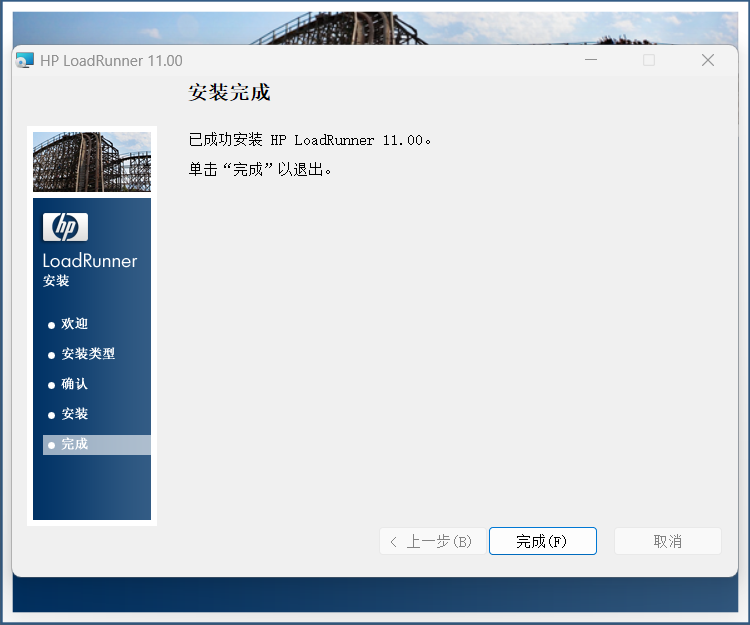 HP LoadRunner 11.00
安装完成
已成功安装 HP LoadRunner 11.00。
单击“完成”以退出。
hp
LoadRunner
安装
欢迎
安装类型
确认
安装
完成
< 上一步(B)
完成(F)
取消